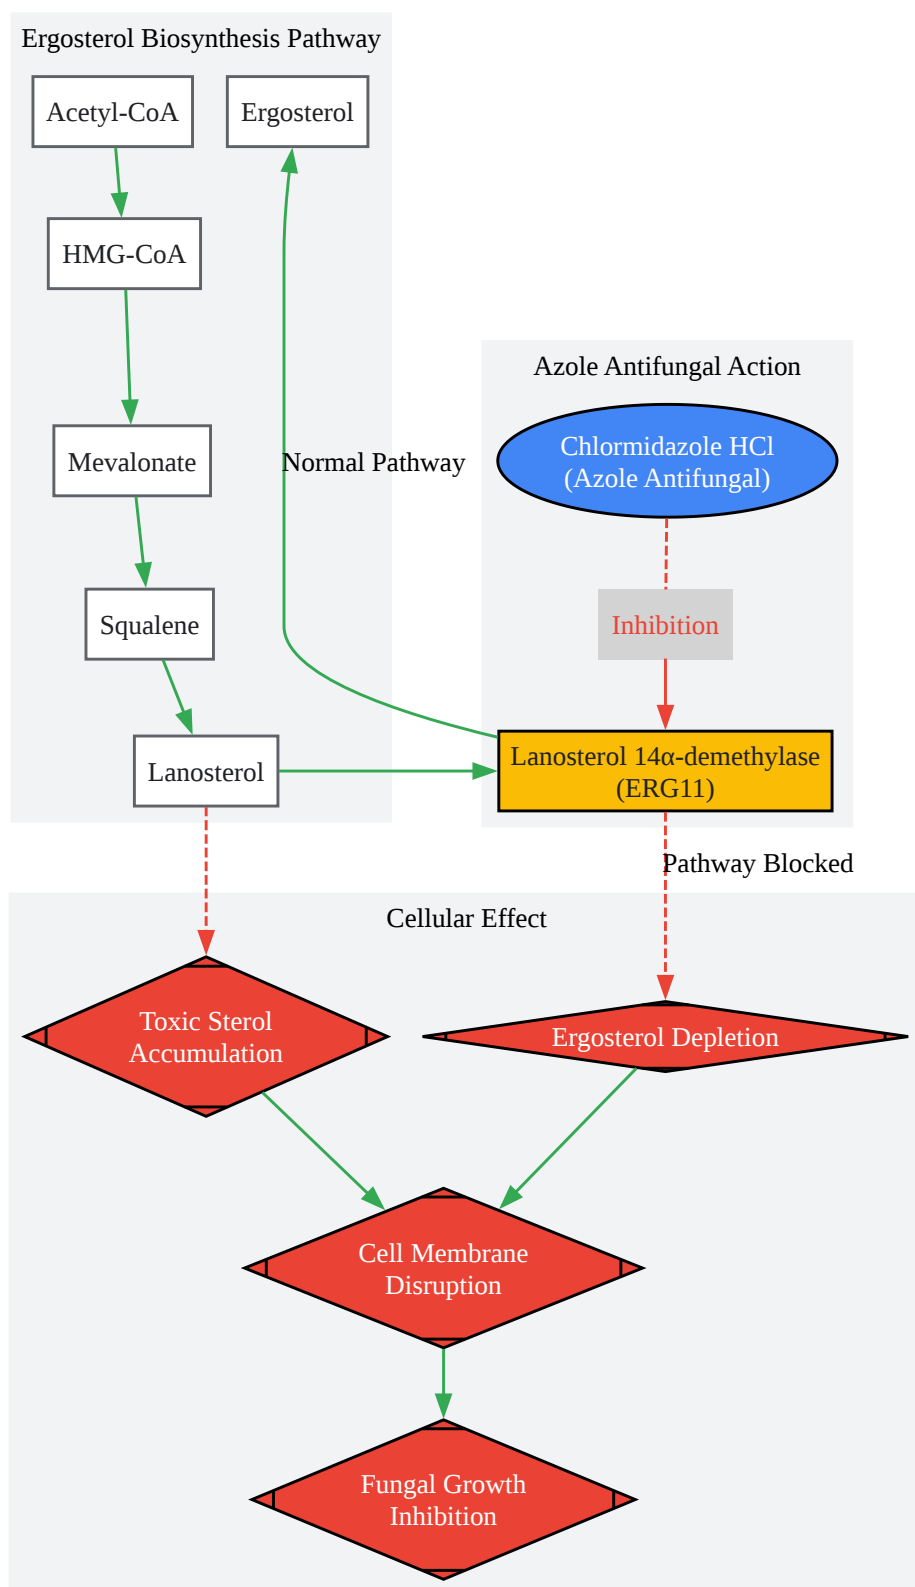 Ergosterol Biosynthesis Pathway
Acetyl-CoA
Ergosterol
HMG-CoA
Mevalonate
Squalene
Lanosterol
Normal Pathway
Azole Antifungal Action
Chlormidazole HCl
(Azole Antifungal)
Inhibition
Lanosterol 14α-demethylase
(ERG11)
Pathway Blocked
Cellular Effect
Toxic Sterol
Accumulation
Ergosterol Depletion
Cell Membrane
Disruption
Fungal Growth
Inhibition